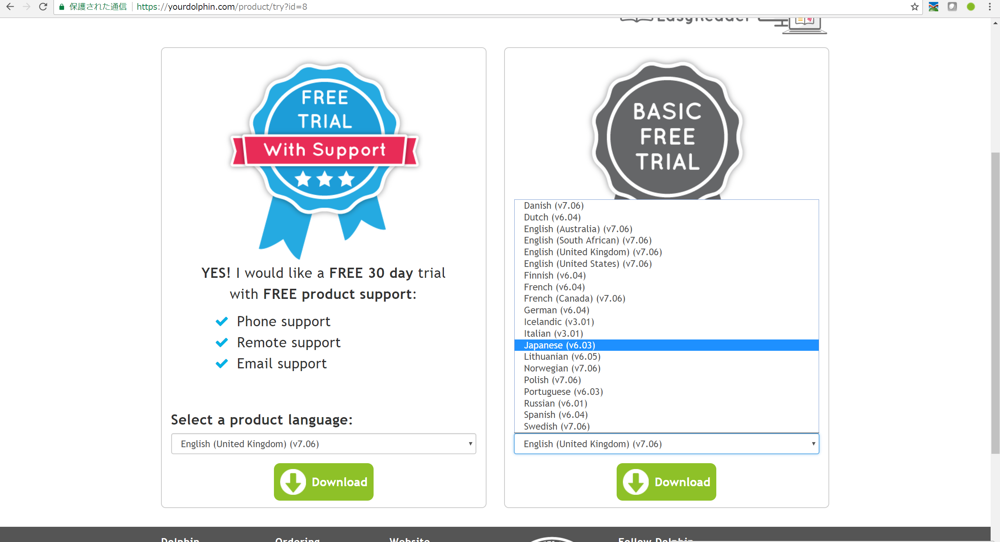 保護された通信
https://yourdolphin.com/product/try?id=8
EasyReader
FREE
TRIAL
With Support
YES! I would like a FREE 30 day trial
with FREE product support:
Phone support
Remote support
Email support
Select a product language:
English (United Kingdom) (v7.06)
Download
BASIC
FREE
TRIAL
Danish (v7.06)
Dutch (v6.04)
English (Australia) (v7.06)
English (South African) (v7.06)
English (United Kingdom) (v7.06)
English (United States) (v7.06)
Finnish (v6.04)
French (v6.04)
French (Canada) (v7.06)
German (v6.04)
Icelandic (v3.01)
Italian (v3.01)
Japanese (v6.03)
Lithuanian (v6.05)
Norwegian (v7.06)
Polish (v7.06)
Portuguese (v6.03)
Russian (v6.01)
Spanish (v6.04)
Swedish (v7.06)
English (United Kingdom) (v7.06)
Download
Dolphin
Ordering
Website
Follow Dolphin